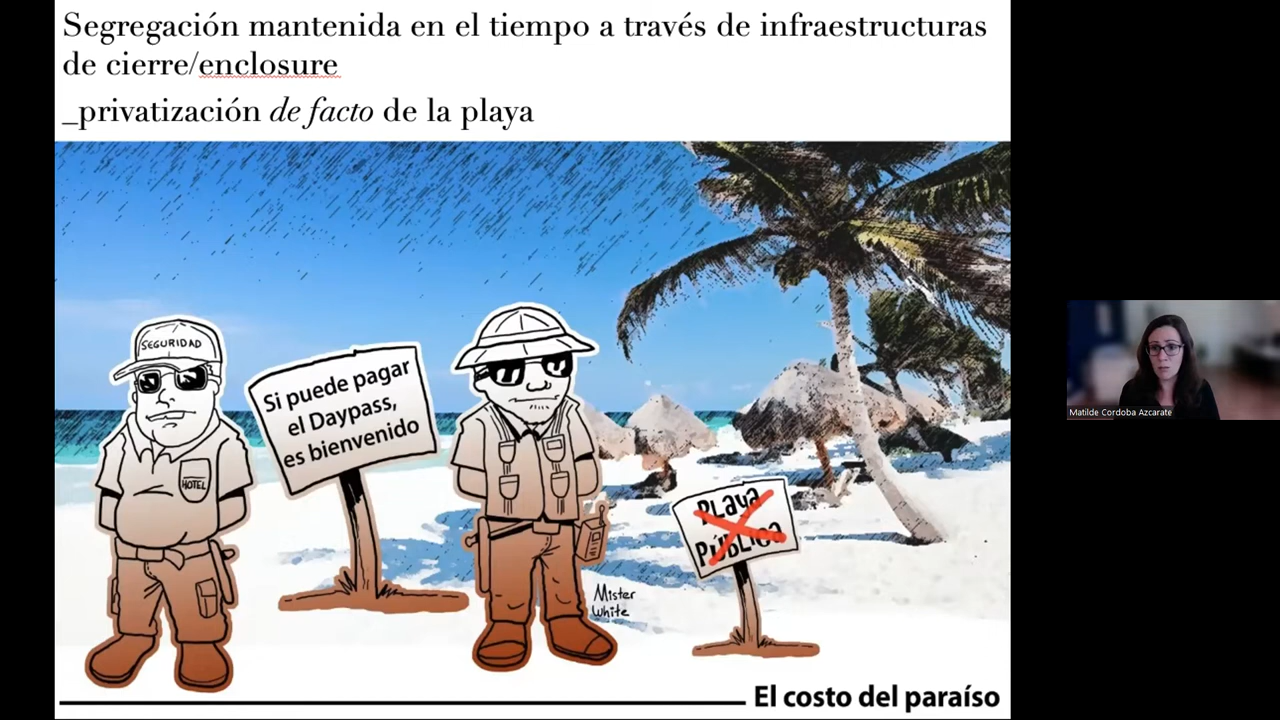 Segregación mantenida en el tiempo a través de infraestructuras
de cierre/enclosure
_privatización de facto de la playa
SEGURIDAD
HOTEL
Si puede pagar
el Daypass,
es bienvenido
PLaya
PÚBLICA
Mister
White
El costo del paraíso
Matilde Cordoba Azcarate